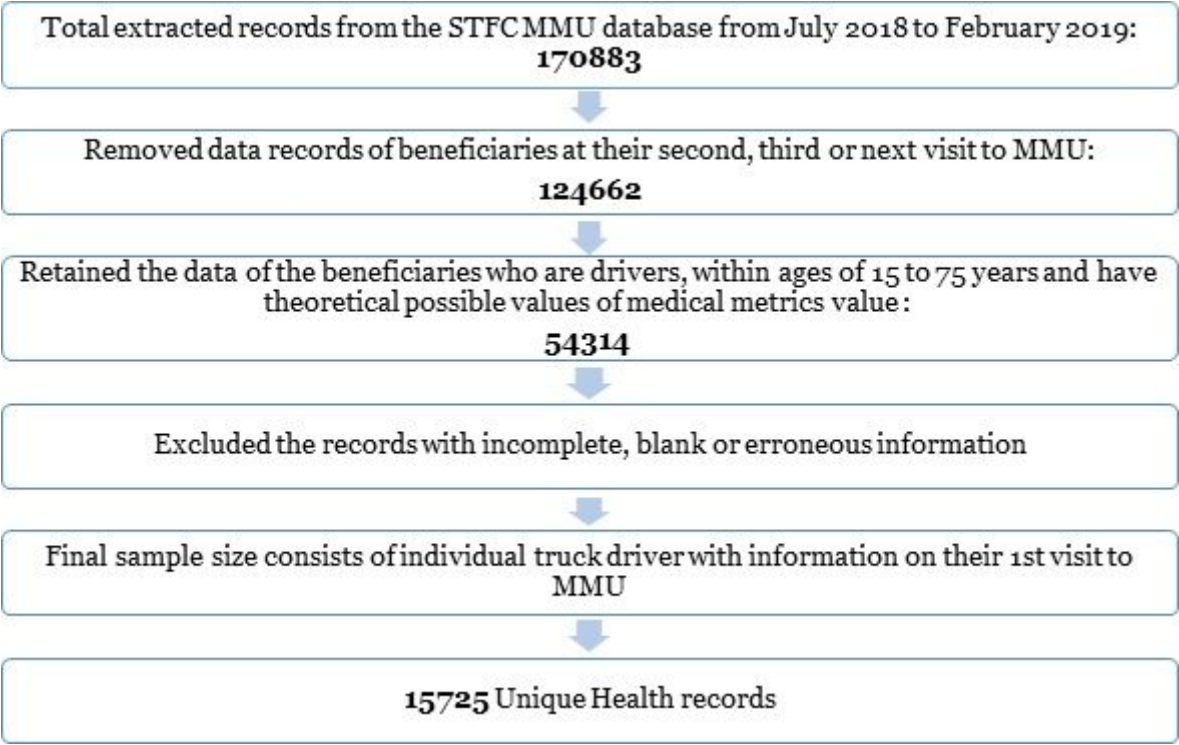 Total extracted records from the STFC MMU database from July 2018 to February 2019:
170883
Removed data records of beneficiaries at their second, third or next visit to MMU:
124662
Retained the data of the beneficiaries who are drivers, within ages of 15 to 75 years and have
theoretical possible values of medical metrics value :
54314
Excluded the records with incomplete, blank or erroneous information
Final sample size consists of individual truck driver with information on their 1st visit to
MMU
15725 Unique Health records